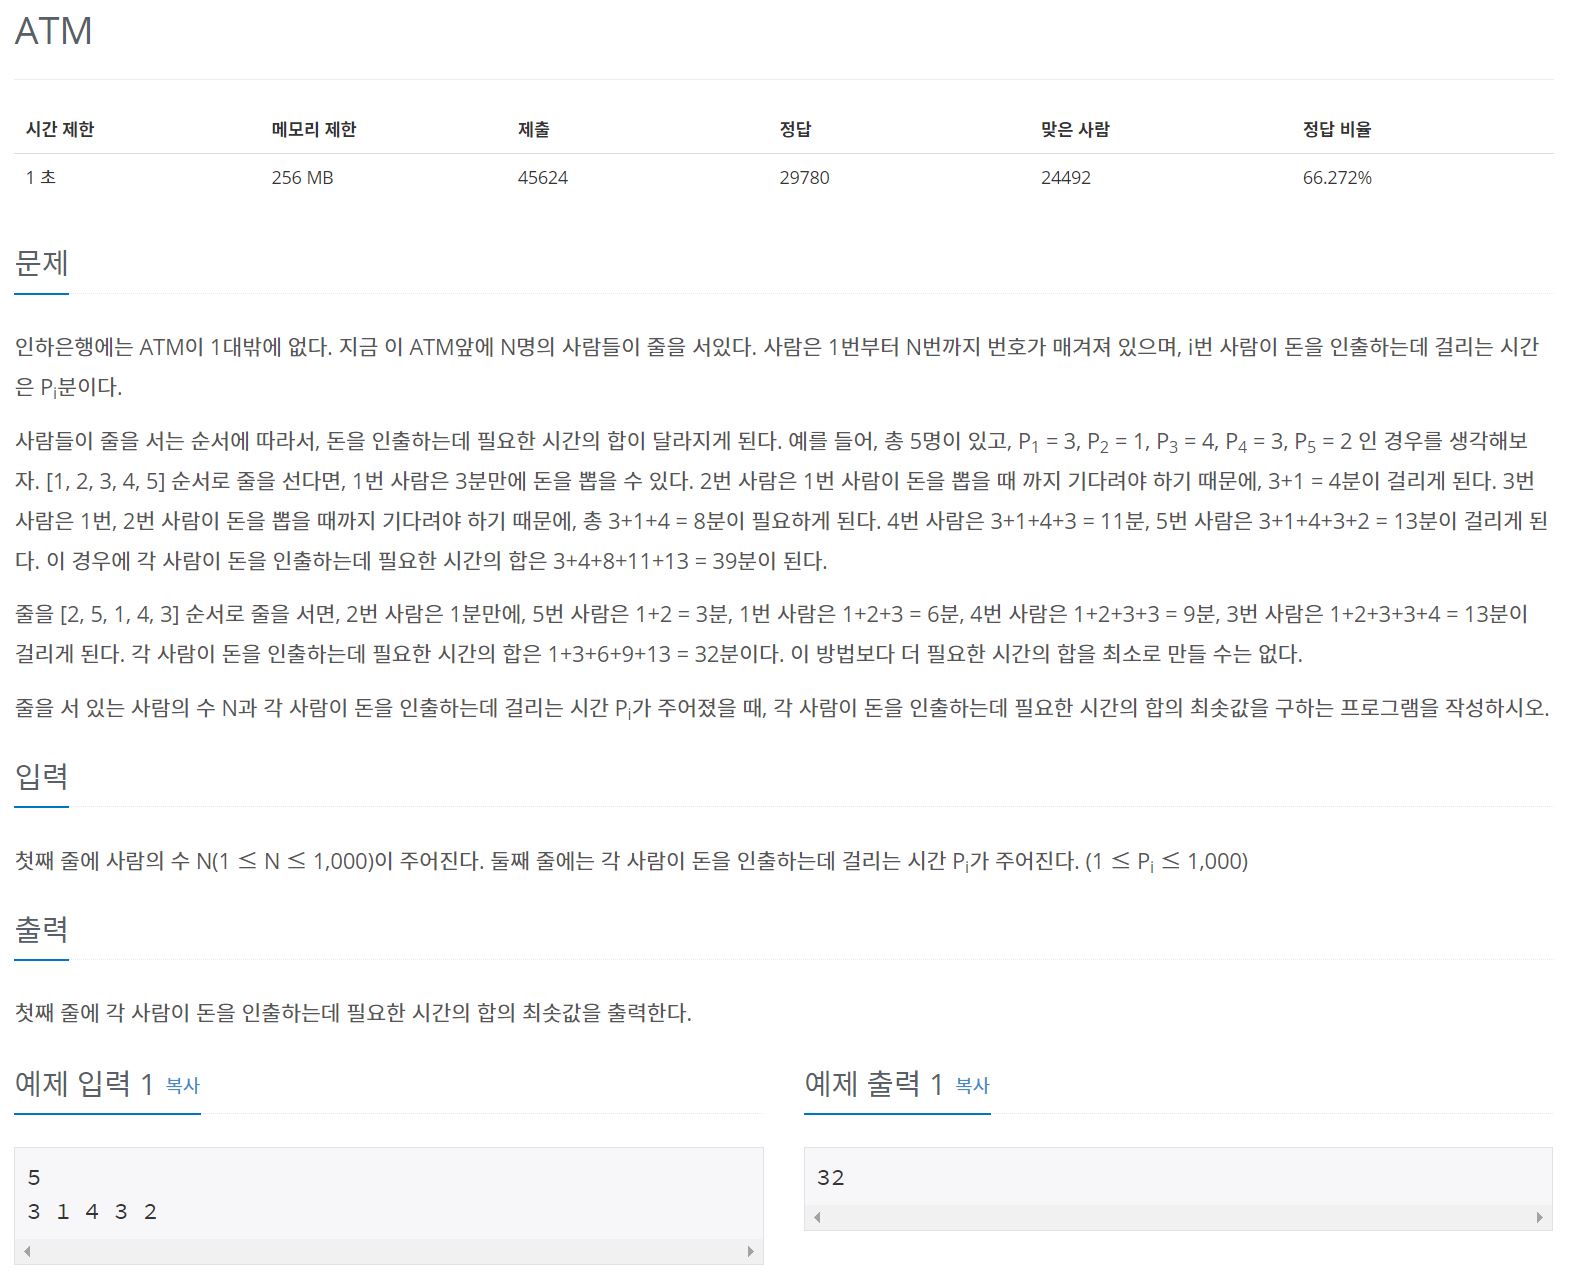 ATM
시간 제한 메모리 제한 제출 정답 맞은 사람 정답 비율
1 초 256 MB 45624 29780 24492 66.272%
문제
인하은행에는 ATM이 1대밖에 없다. 지금 이 ATM앞에 N명의 사람들이 줄을 서있다. 사람은 1번부터 N번까지 번호가 매겨져 있으며, i번 사람이 돈을 인출하는데 걸리는 시간
은 Pi분이다.
사람들이 줄을 서는 순서에 따라서, 돈을 인출하는데 필요한 시간의 합이 달라지게 된다. 예를 들어, 총 5명이 있고, P1 = 3, P2 = 1, P3 = 4, P4 = 3, P5 = 2 인 경우를 생각해보
자. [1, 2, 3, 4, 5] 순서로 줄을 선다면, 1번 사람은 3분만에 돈을 뽑을 수 있다. 2번 사람은 1번 사람이 돈을 뽑을 때 까지 기다려야 하기 때문에, 3+1 = 4분이 걸리게 된다. 3번
사람은 1번, 2번 사람이 돈을 뽑을 때까지 기다려야 하기 때문에, 총 3+1+4 = 8분이 필요하게 된다. 4번 사람은 3+1+4+3 = 11분, 5번 사람은 3+1+4+3+2 = 13분이 걸리게 된
다. 이 경우에 각 사람이 돈을 인출하는데 필요한 시간의 합은 3+4+8+11+13 = 39분이 된다.
줄을 [2, 5, 1, 4, 3] 순서로 줄을 서면, 2번 사람은 1분만에, 5번 사람은 1+2 = 3분, 1번 사람은 1+2+3 = 6분, 4번 사람은 1+2+3+3 = 9분, 3번 사람은 1+2+3+3+4 = 13분이
걸리게 된다. 각 사람이 돈을 인출하는데 필요한 시간의 합은 1+3+6+9+13 = 32분이다. 이 방법보다 더 필요한 시간의 합을 최소로 만들 수는 없다.
줄을 서 있는 사람의 수 N과 각 사람이 돈을 인출하는데 걸리는 시간 Pi가 주어졌을 때, 각 사람이 돈을 인출하는데 필요한 시간의 합의 최솟값을 구하는 프로그램을 작성하시오.
입력
첫째 줄에 사람의 수 N(1 ≤ N ≤ 1,000)이 주어진다. 둘째 줄에는 각 사람이 돈을 인출하는데 걸리는 시간 Pi가 주어진다. (1 ≤ Pi ≤ 1,000)
출력
첫째 줄에 각 사람이 돈을 인출하는데 필요한 시간의 합의 최솟값을 출력한다.
예제 입력 1 복사
5
3 1 4 3 2
예제 출력 1 복사
32